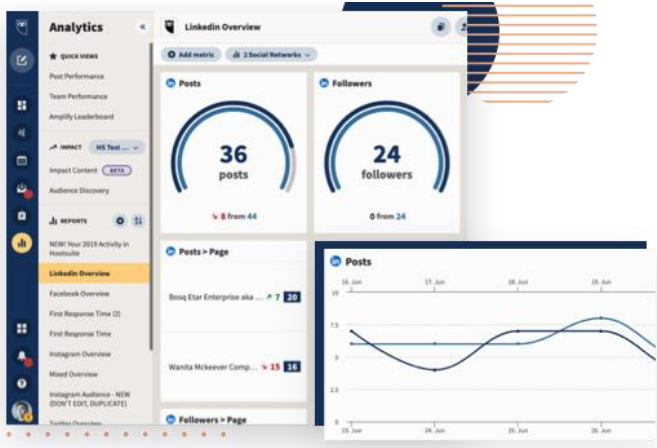 Analytics
«
Linkedin Overview
Add metric
2 Social Networks
QUICK VIEWS
Post Performance
Team Performance
Amplify Leaderboard
IMPACT
HS Test ...
Impact Content
BETA
Audience Discovery
REPORTS
NEW! Your 2019 Activity in
Hootsuite
Linkedin Overview
Facebook Overview
First Response Time (2)
First Response Time
Instagram Overview
Mixed Overview
Instagram Audience - NEW
(DON'T EDIT, DUPLICATE)
Twitter Overview
Posts
36
posts
8 from 44
Followers
24
followers
0 from 24
Posts > Page
Bosq Etar Enterprise aka ... 7 20
Wanita Mckeever Comp... 15 16
Followers > Page
Posts
16. Jun 17. Jun 18. Jun 19. Jun
10
7.5
5
2.5
0
23. Jun 24. Jun 25. Jun 26. Jun